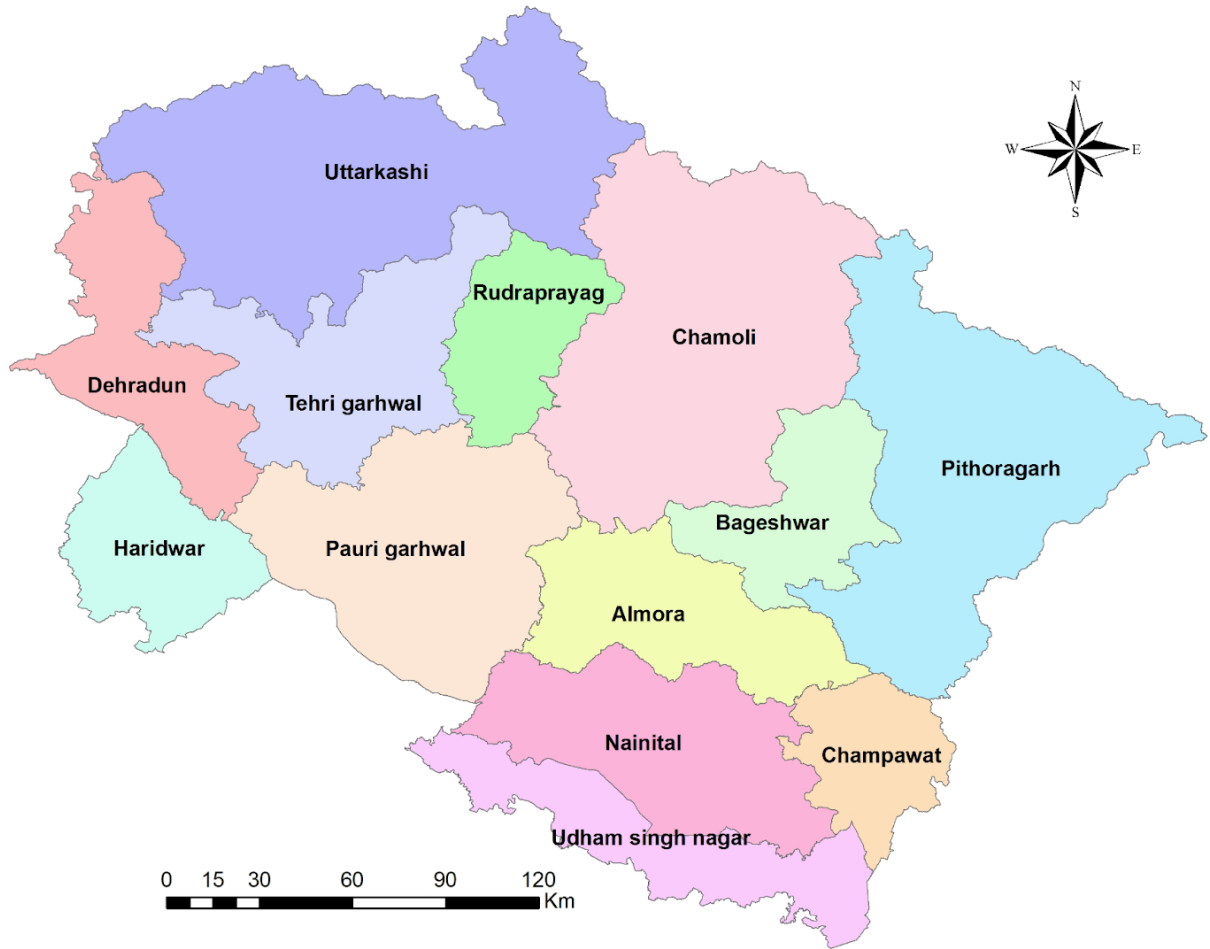 N
W
E
S
Uttarkashi
Rudraprayag
Chamoli
Dehradun
Tehri garhwal
Pithoragarh
Bageshwar
Haridwar
Pauri garhwal
Almora
Nainital
Champawat
Udham singh nagar
0 15 30 60 90 120
Km